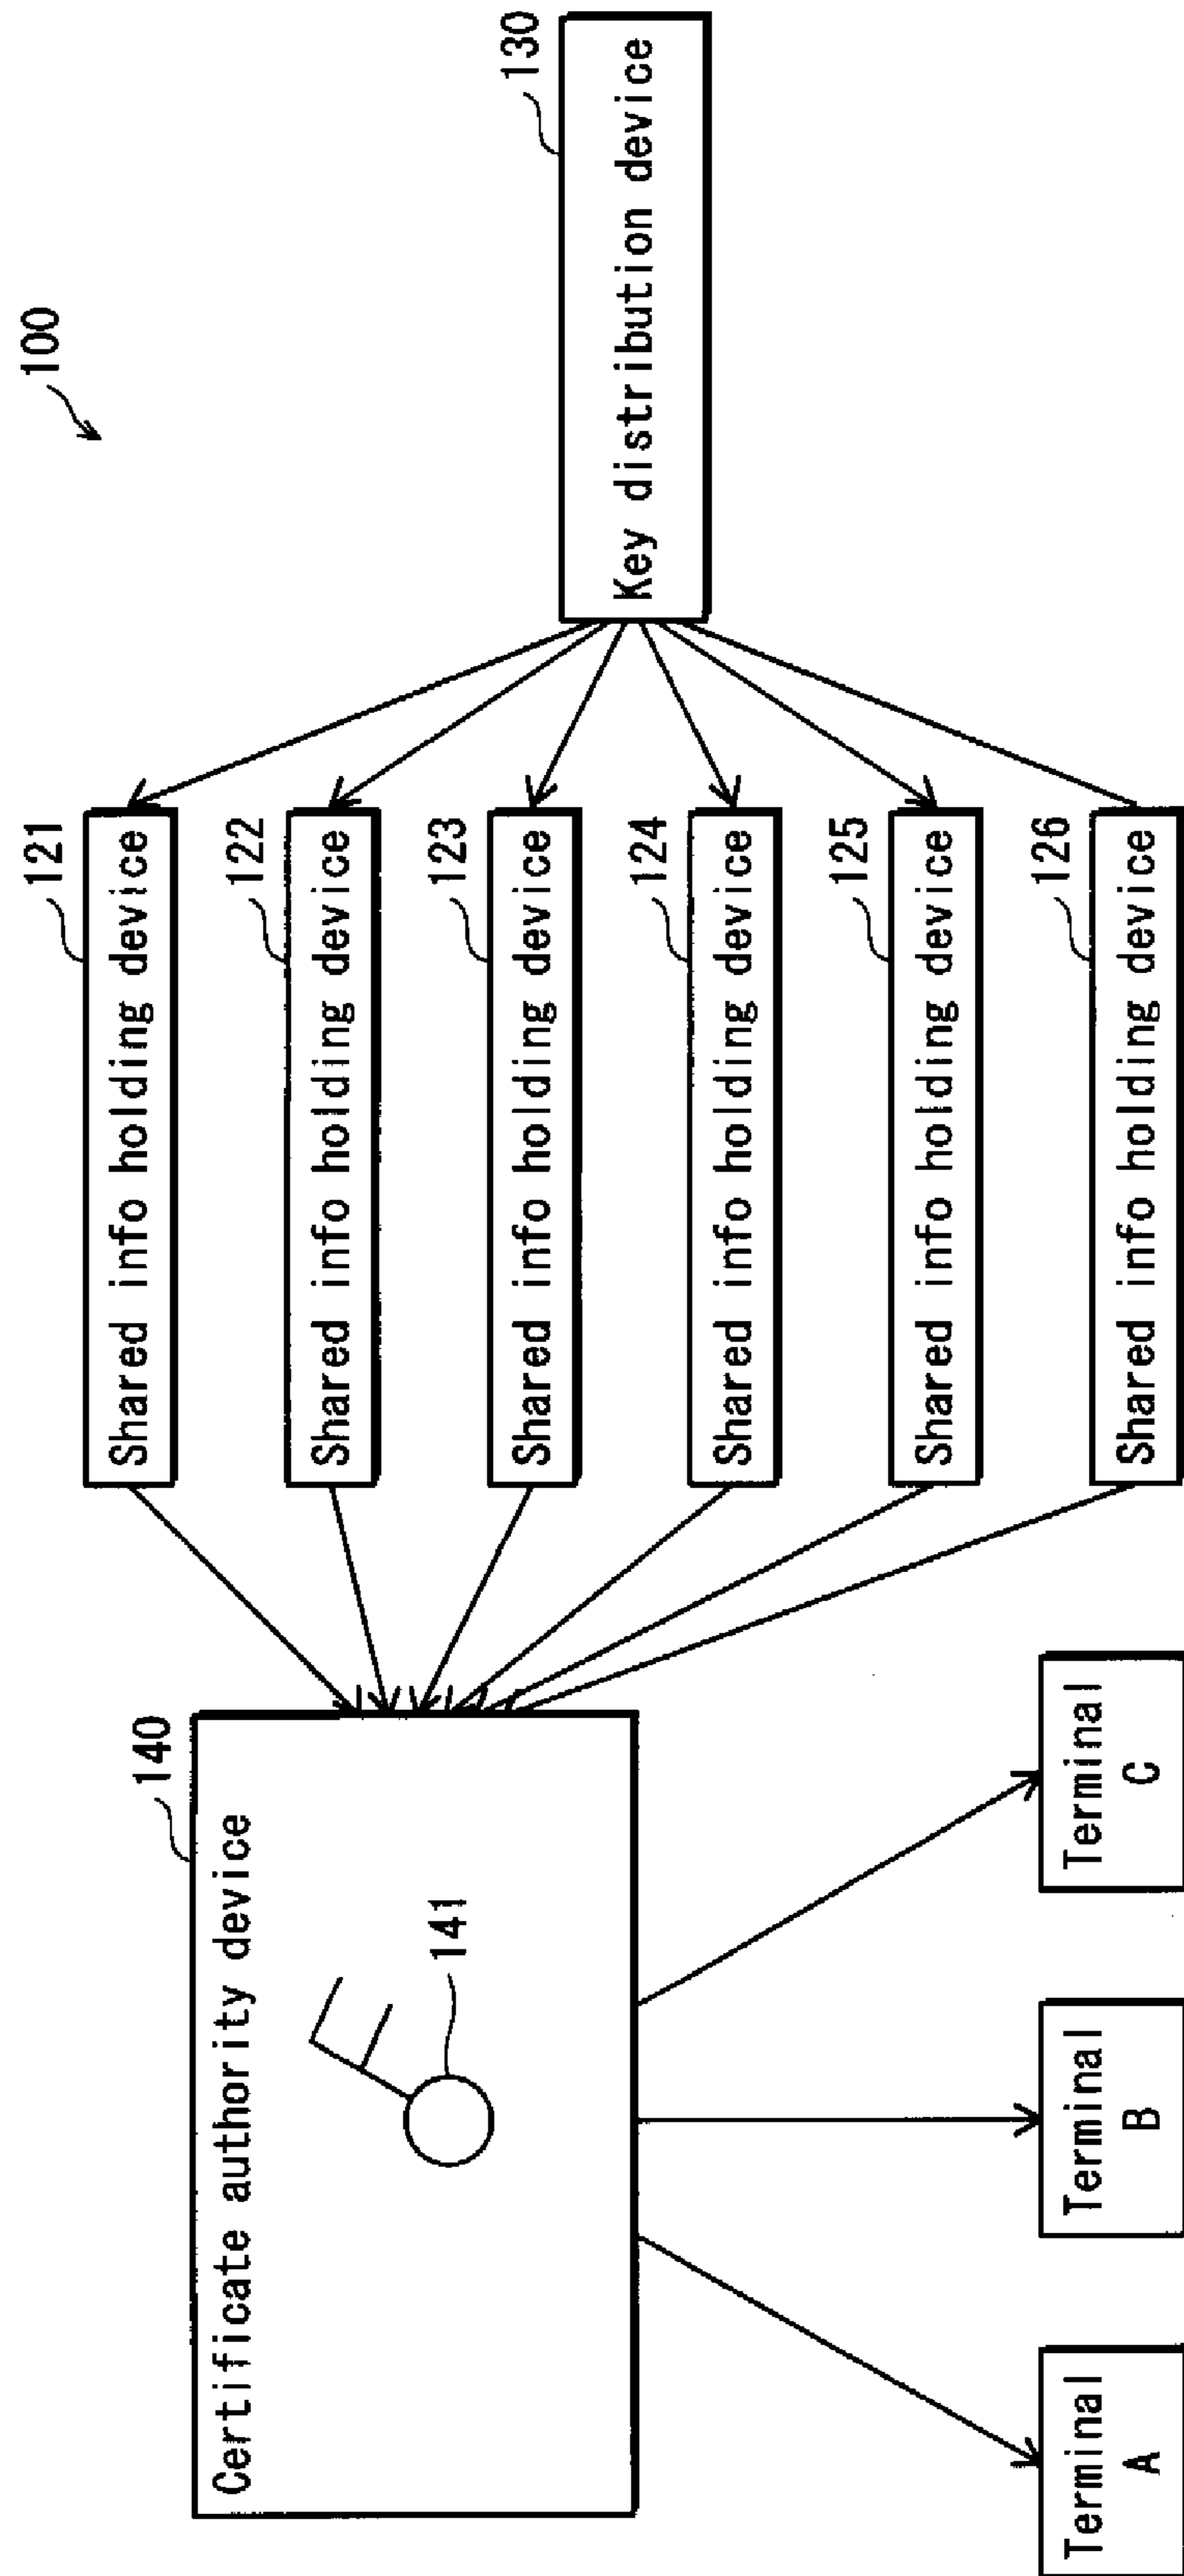 100
140
Certificate authority device
141
121
Shared info holding device
122
Shared info holding device
123
Shared info holding device
124
Shared info holding device
125
Shared info holding device
126
Shared info holding device
130
Key distribution device
Terminal
A
Terminal
B
Terminal
C